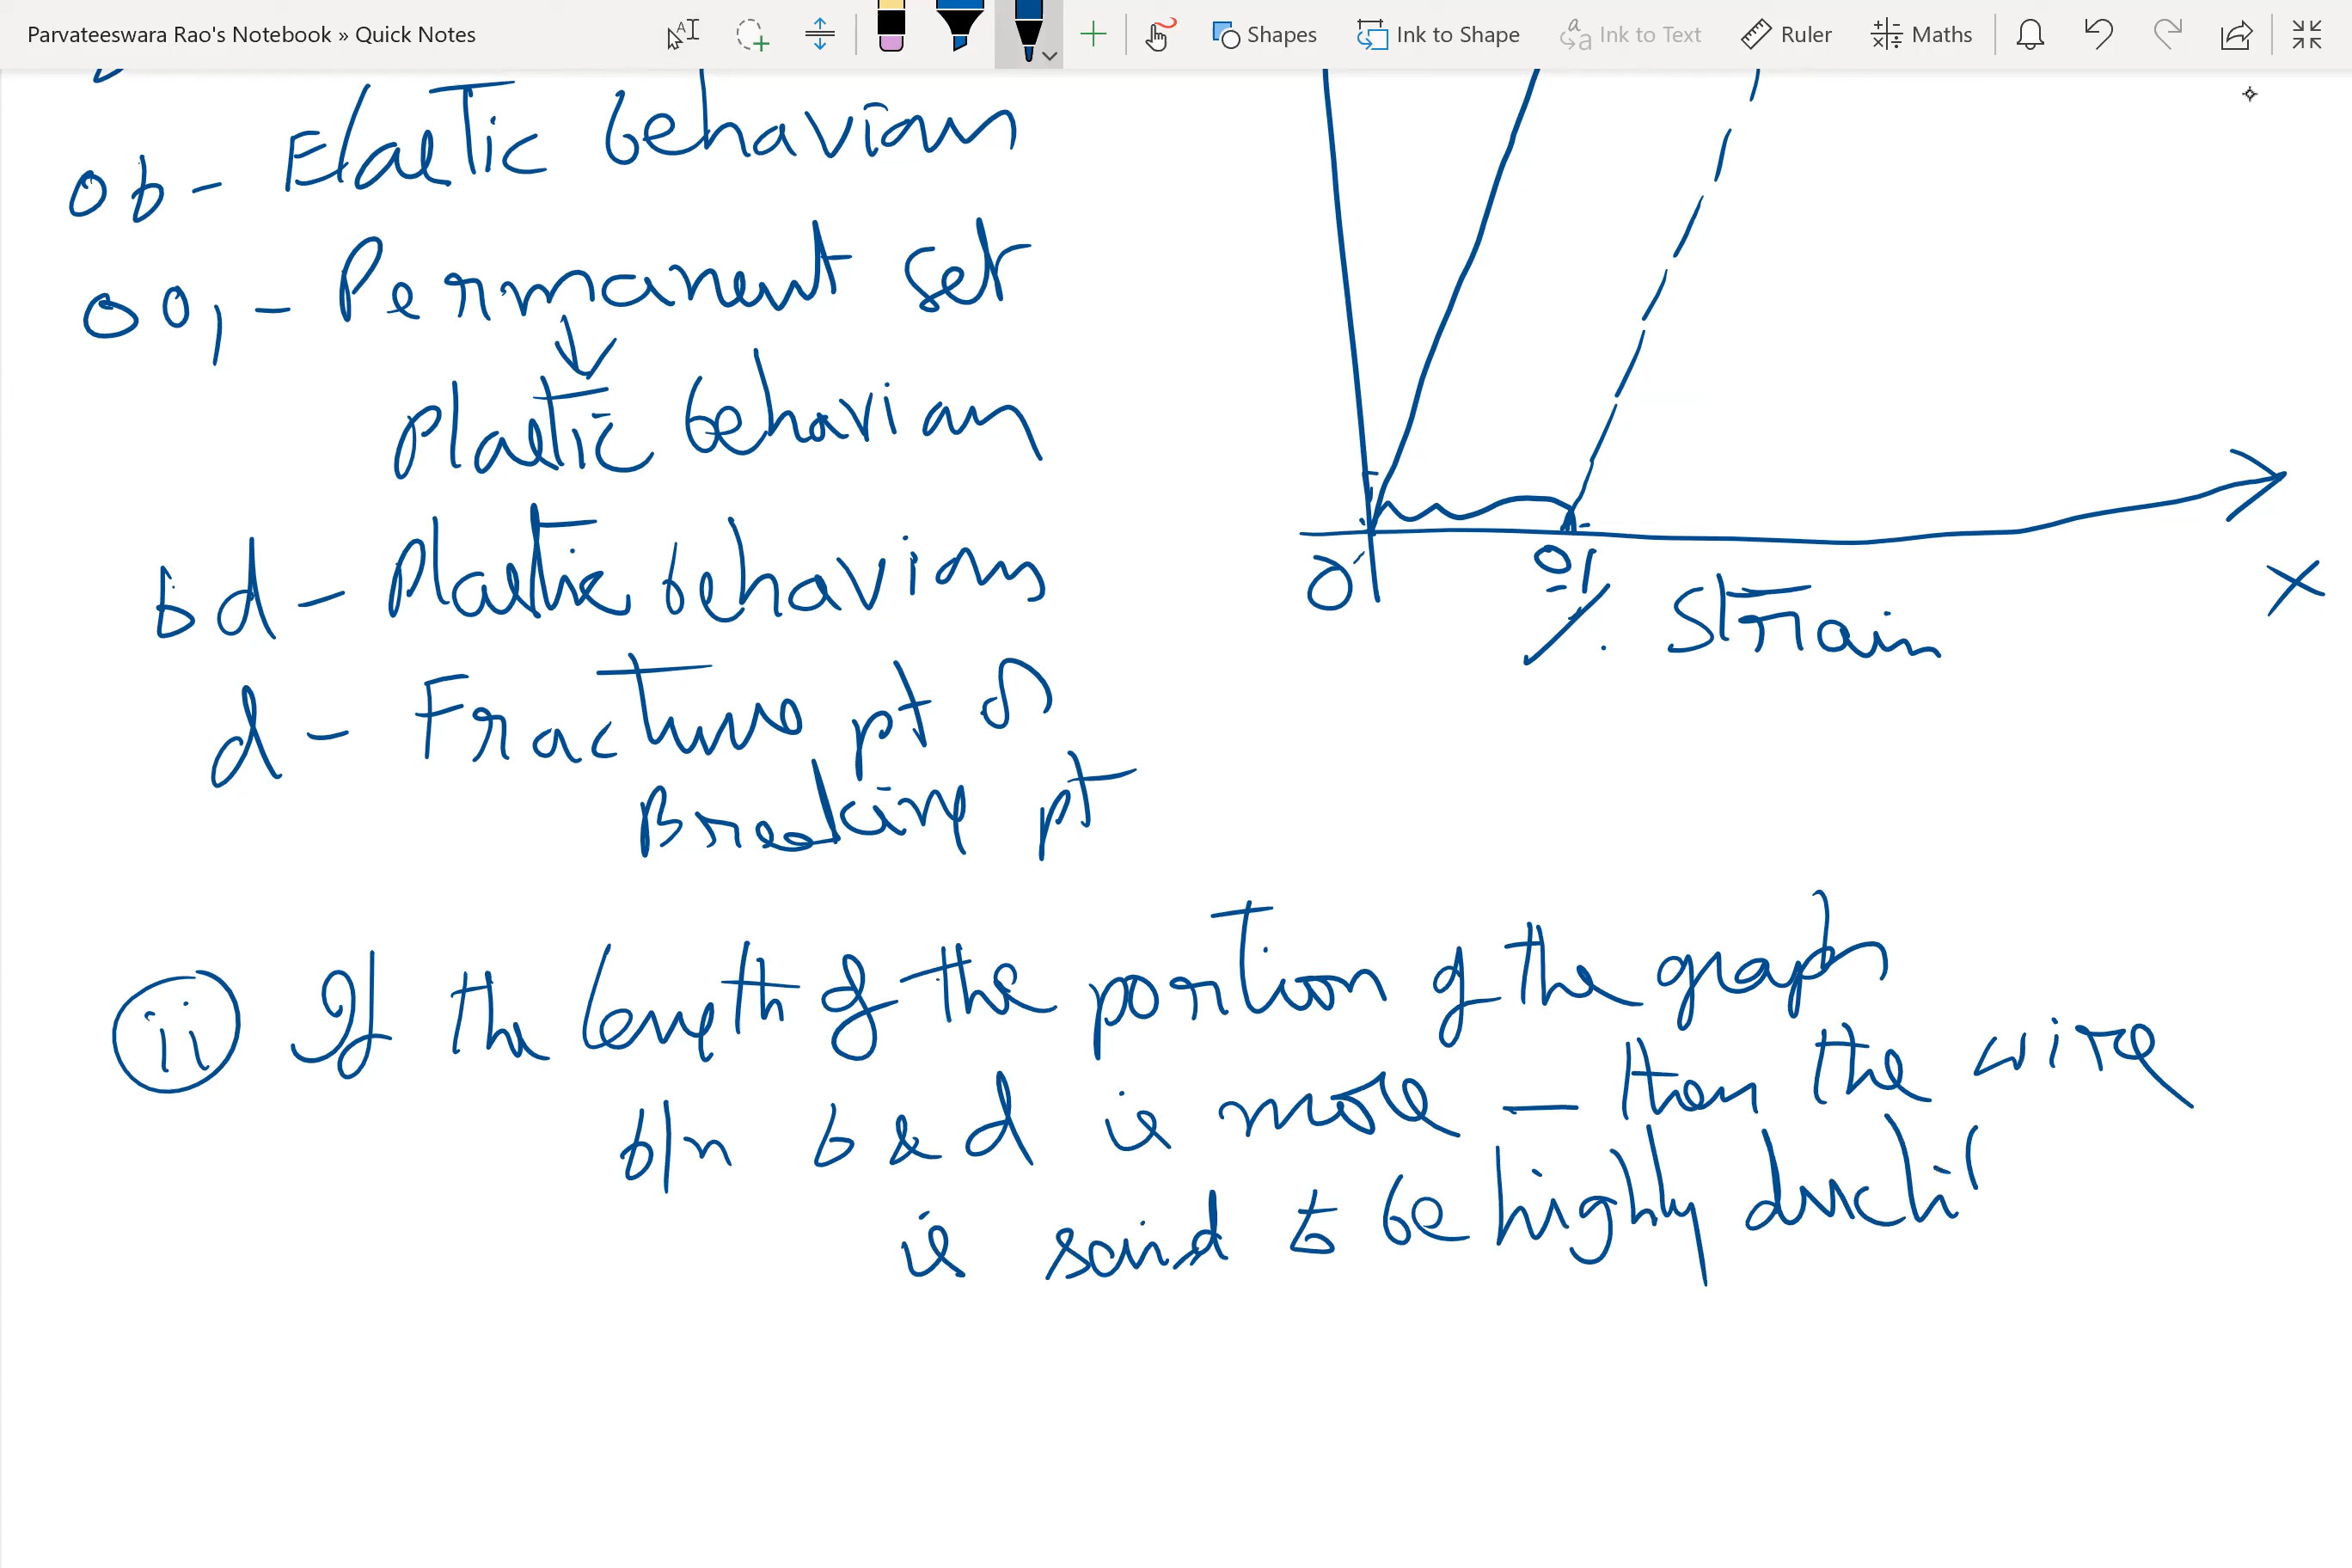 Parvateeswara Rao's Notebook » Quick Notes
Shapes Ink to Shape Ink to Text Ruler Maths
ob - Elastic behaviour
oo₁ - Permanent set
↓
Plastic behaviour
bd - Plastic behaviour
d - Fracture pt or
Breaking pt
O O₁
% Strain
X
(ii) If the length of the portion of the graph
b/n b & d is more — then the wire
is said to be highly ductil